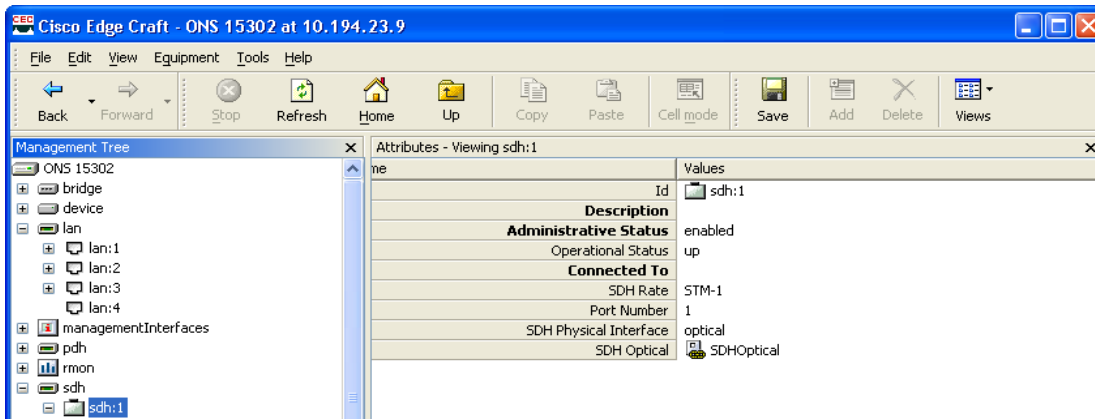 CEC Cisco Edge Craft - ONS 15302 at 10.194.23.9
File Edit View Equipment Tools Help
Back Forward Stop Refresh Home Up Copy Paste Cell mode Save Add Delete Views
Management Tree
ONS 15302
bridge
device
lan
lan:1
lan:2
lan:3
lan:4
managementInterfaces
pdh
rmon
sdh
sdh:1
Attributes - Viewing sdh:1
me Values
Id sdh:1
Description
Administrative Status enabled
Operational Status up
Connected To
SDH Rate STM-1
Port Number 1
SDH Physical Interface optical
SDH Optical SDHOptical